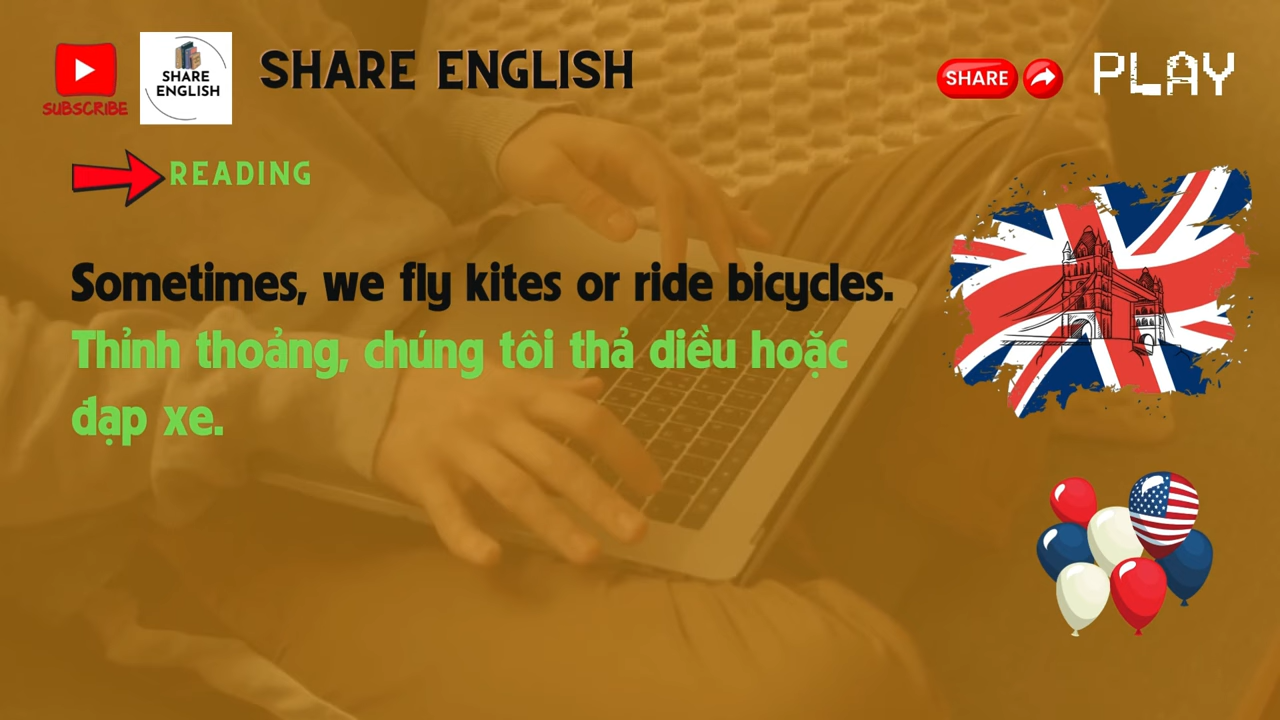 SUBSCRIBE
SHARE
ENGLISH
SHARE ENGLISH
SHARE
PLAY
READING
Sometimes, we fly kites or ride bicycles.
Thỉnh thoảng, chúng tôi thả diều hoặc
đạp xe.